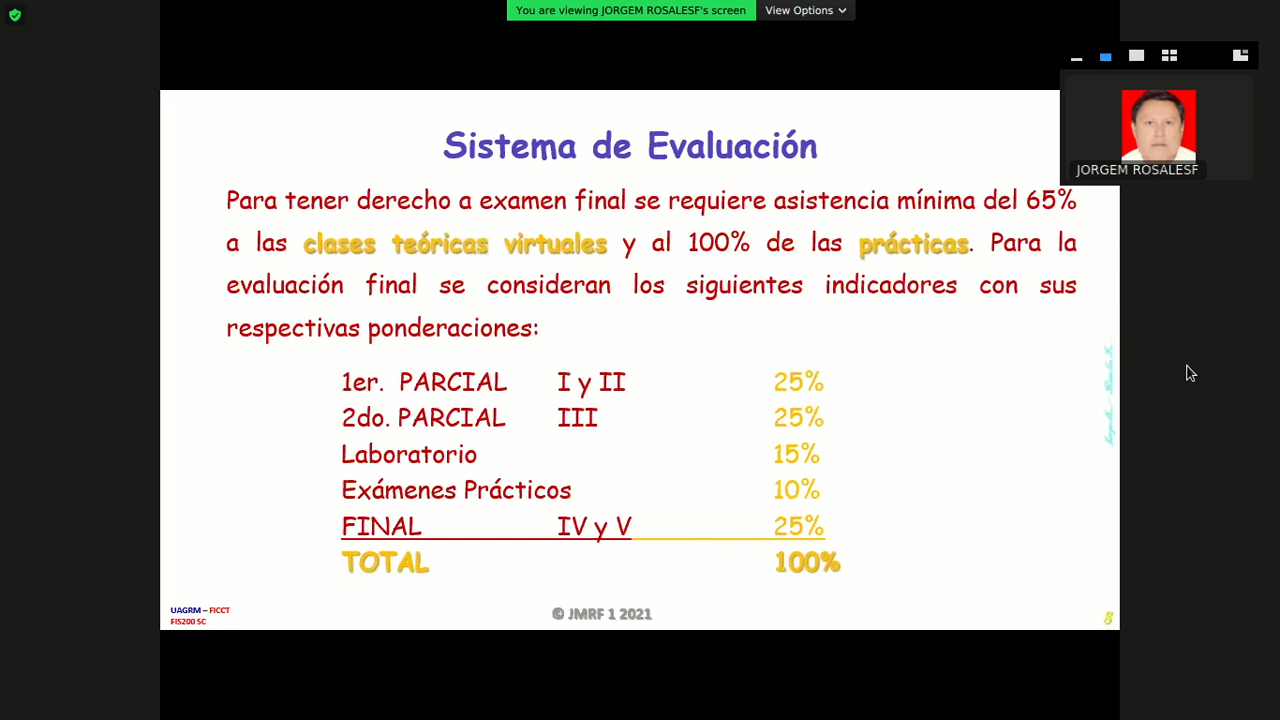 You are viewing JORGEM ROSALESF's screen View Options
JORGEM ROSALESF
Sistema de Evaluación
Para tener derecho a examen final se requiere asistencia mínima del 65%
a las clases teóricas virtuales y al 100% de las prácticas. Para la
evaluación final se consideran los siguientes indicadores con sus
respectivas ponderaciones:
1er. PARCIAL I y II 25%
2do. PARCIAL III 25%
Laboratorio 15%
Exámenes Prácticos 10%
FINAL IV y V 25%
TOTAL 100%
UAGRM – FICCT
FIS200 SC
© JMRF 1 2021
8